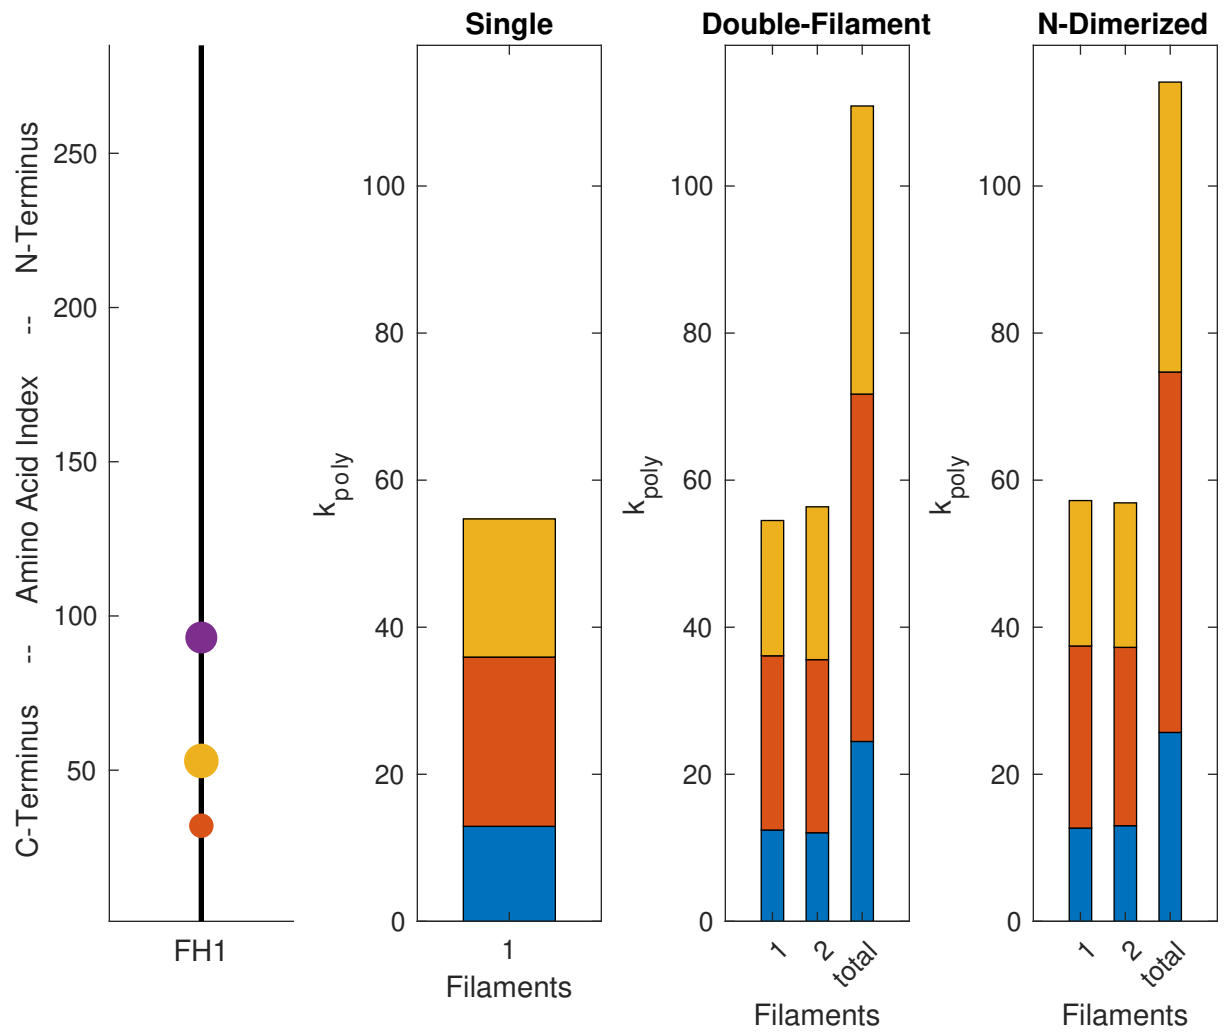 Single
Double-Filament
N-Dimerized
C-Terminus -- Amino Acid Index -- N-Terminus
250
200
150
100
50
FH1
k_poly
100
80
60
40
20
0
1
Filaments
k_poly
100
80
60
40
20
0
1
2
total
Filaments
k_poly
100
80
60
40
20
0
1
2
total
Filaments